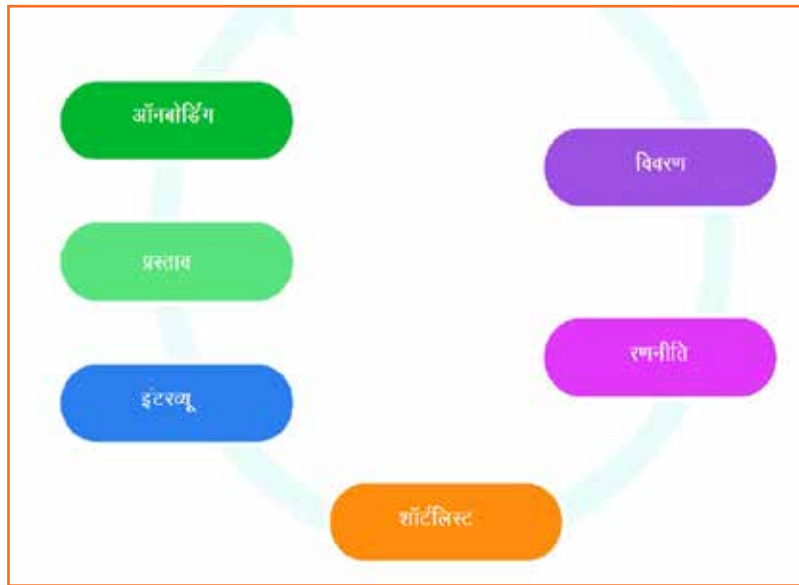 ऑनबोर्डिंग
विवरण
प्रस्ताव
रणनीति
इंटरव्यू
शॉर्टलिस्ट